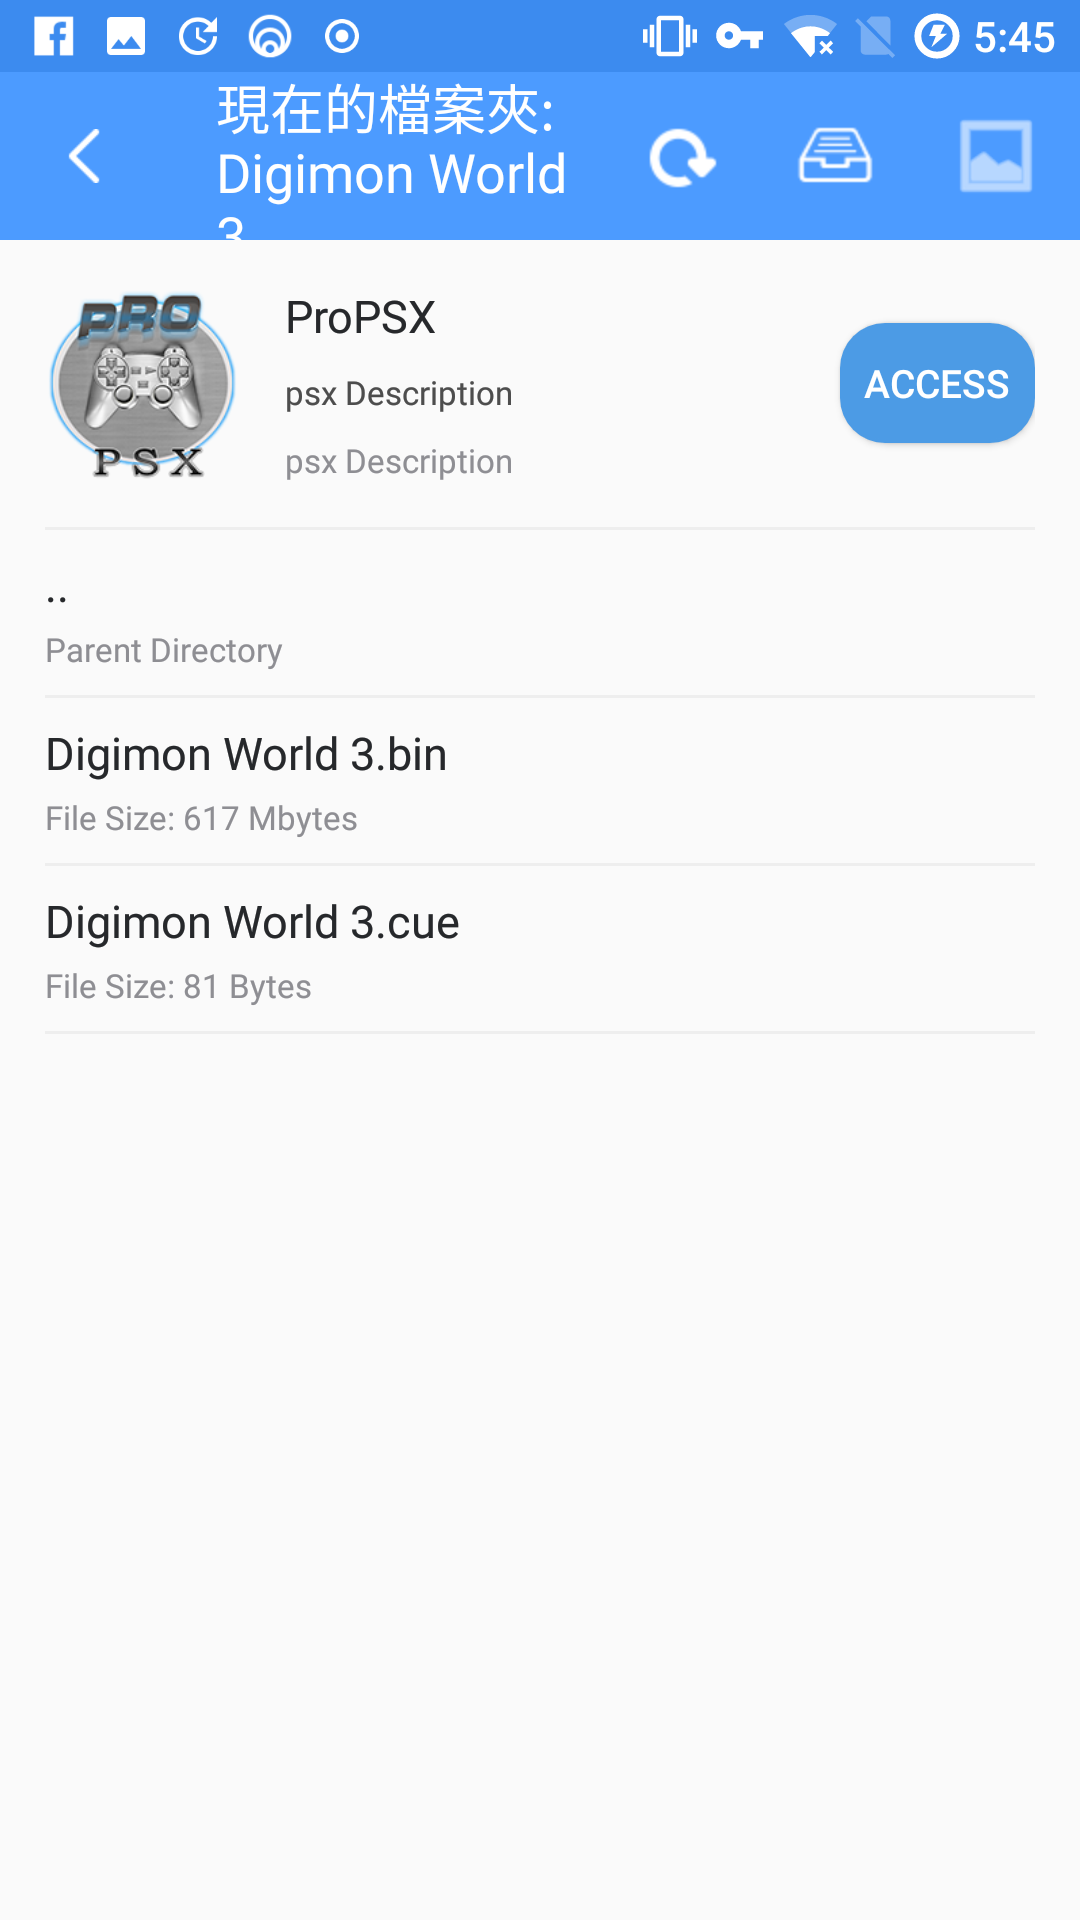 5:45
現在的檔案夾:
Digimon World
3
PRO
PSX
ProPSX
psx Description
psx Description
ACCESS
..
Parent Directory
Digimon World 3.bin
File Size: 617 Mbytes
Digimon World 3.cue
File Size: 81 Bytes